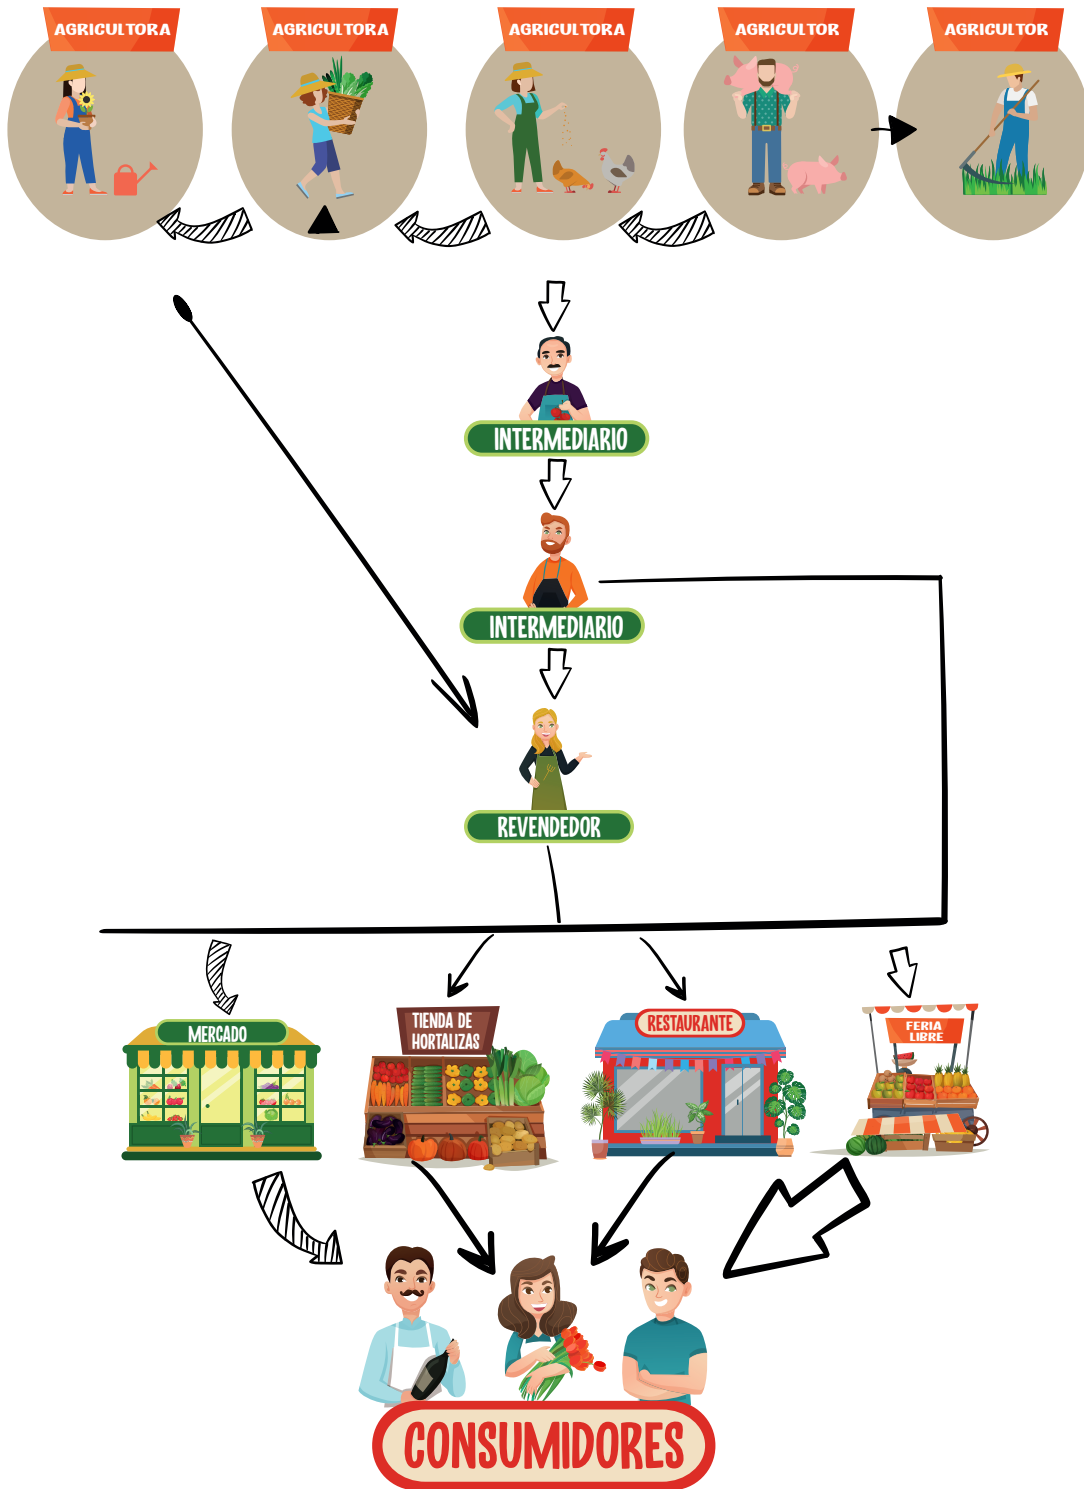 AGRICULTORA
AGRICULTORA
AGRICULTORA
AGRICULTOR
AGRICULTOR
INTERMEDIARIO
INTERMEDIARIO
REVENDEDOR
MERCADO
TIENDA DE
HORTALIZAS
RESTAURANTE
FERIA
LIBRE
CONSUMIDORES